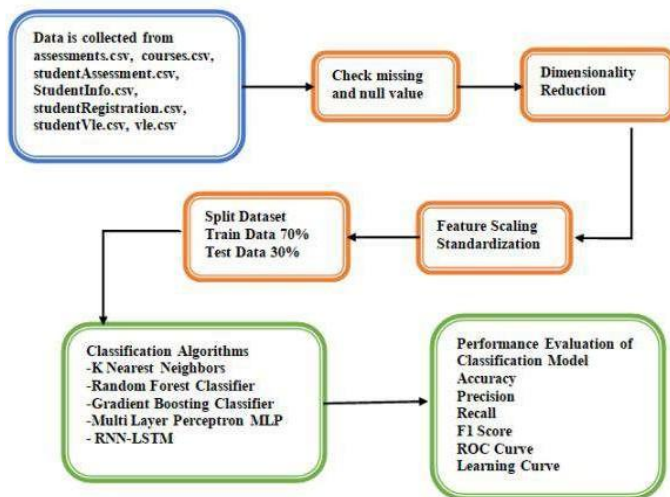 Data is collected from
assessments.csv, courses.csv,
studentAssessment.csv,
StudentInfo.csv,
studentRegistration.csv,
studentVle.csv, vle.csv
Check missing
and null value
Dimensionality
Reduction
Feature Scaling
Standardization
Split Dataset
Train Data 70%
Test Data 30%
Classification Algorithms
-K Nearest Neighbors
-Random Forest Classifier
-Gradient Boosting Classifier
-Multi Layer Perceptron MLP
- RNN-LSTM
Performance Evaluation of
Classification Model
Accuracy
Precision
Recall
F1 Score
ROC Curve
Learning Curve